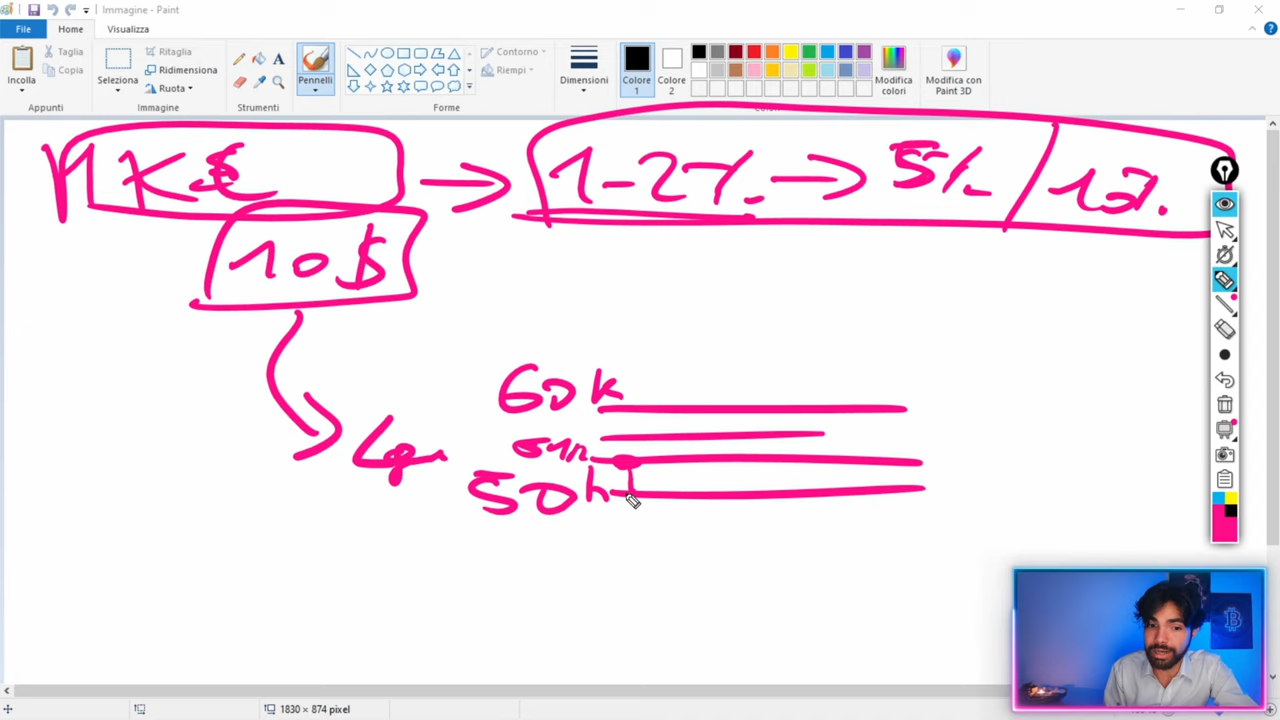 Immagine - Paint
File Home Visualizza
Incolla
Taglia
Copia
Appunti
Seleziona
Ritaglia
Ridimensiona
Ruota
Immagine
Strumenti
Pennelli
Forme
Contorno
Riempi
Dimensioni
Colore 1
Colore 2
Modifica colori
Modifica con Paint 3D
1K$ → 1-2% → 5% / 1%.
10$
60k
51k
50k
1830 × 874 pixel